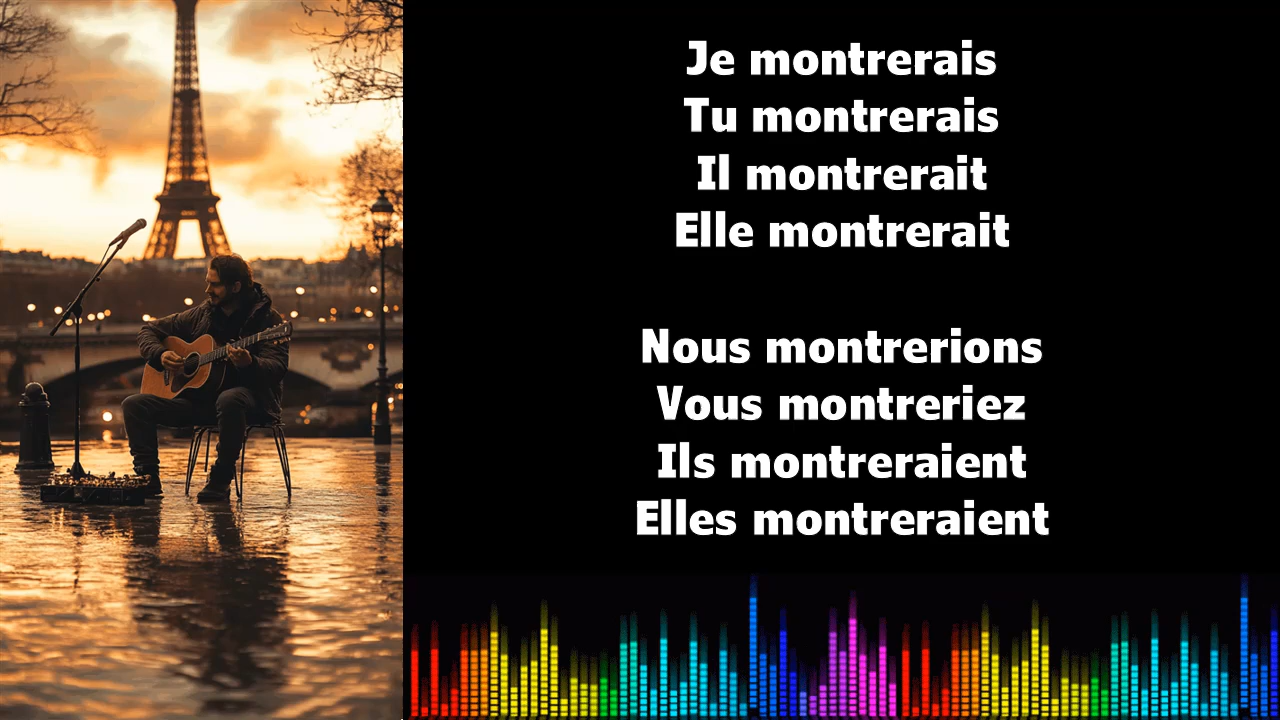 Je montrerais
Tu montrerais
Il montrerait
Elle montrerait
Nous montrerions
Vous montreriez
Ils montreraient
Elles montreraient